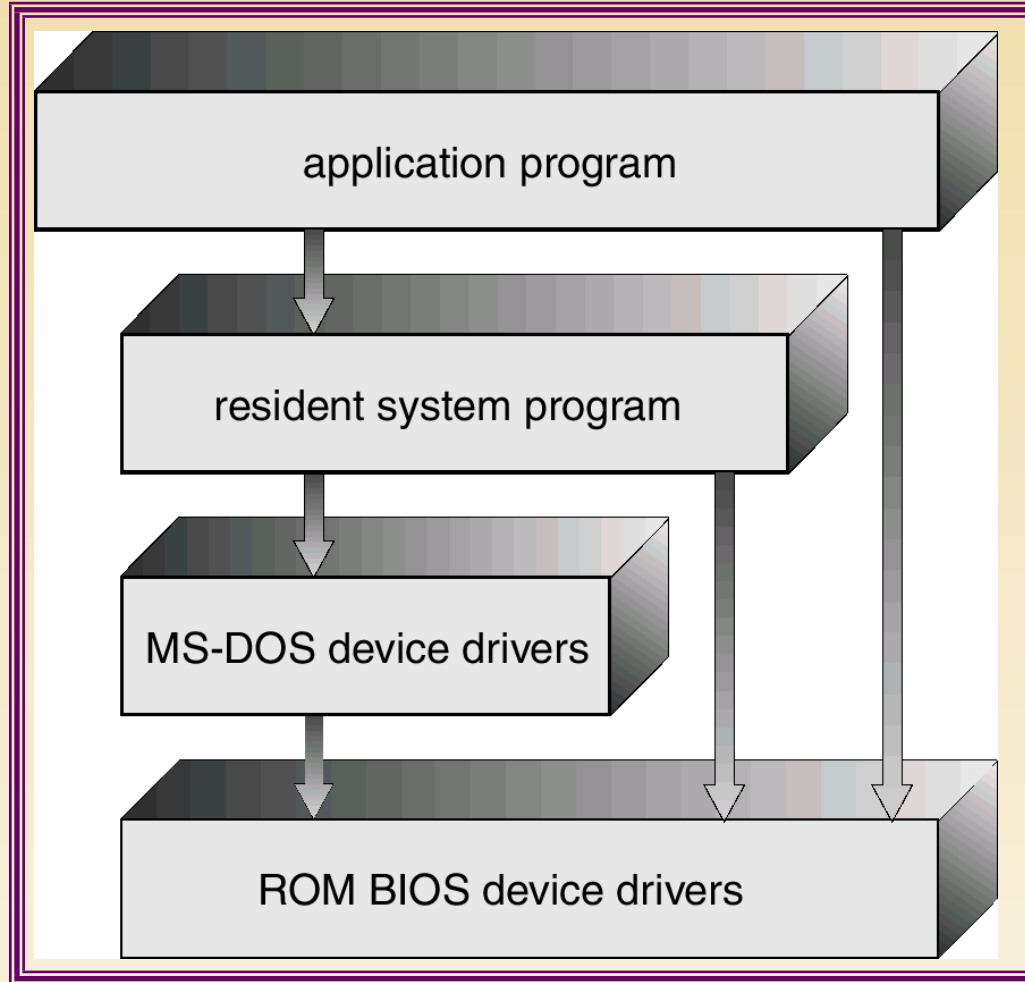 application program
resident system program
MS-DOS device drivers
ROM BIOS device drivers